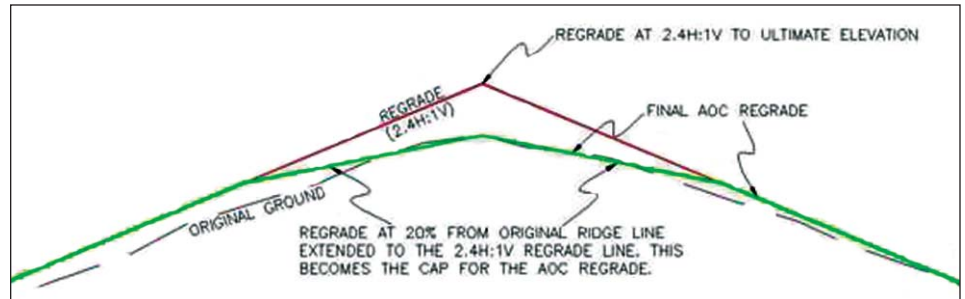 REGRADE AT 2.4H:1V TO ULTIMATE ELEVATION
REGRADE
(2.4H:1V)
FINAL AOC REGRADE
ORIGINAL GROUND
REGRADE AT 20% FROM ORIGINAL RIDGE LINE
EXTENDED TO THE 2.4H:1V REGRADE LINE. THIS
BECOMES THE CAP FOR THE AOC REGRADE.